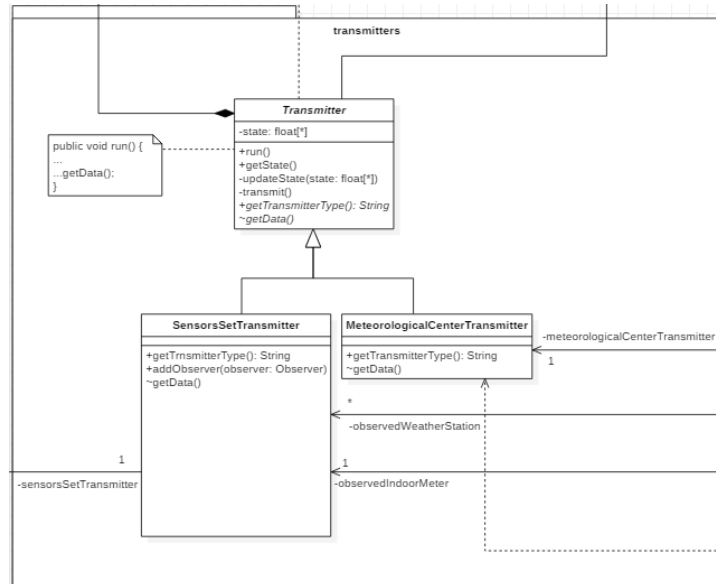 transmitters
Transmitter
-state: float[*]
+run()
+getState()
-updateState(state: float[*])
-transmit()
+getTransmitterType(): String
~getData()
public void run() {
...
...getData();
}
SensorsSetTransmitter
+getTrnsmitterType(): String
+addObserver(observer: Observer)
~getData()
MeteorologicalCenterTransmitter
+getTransmitterType(): String
~getData()
-meteorologicalCenterTransmitter
1
*
-observedWeatherStation
1
-sensorsSetTransmitter
1
-observedIndoorMeter